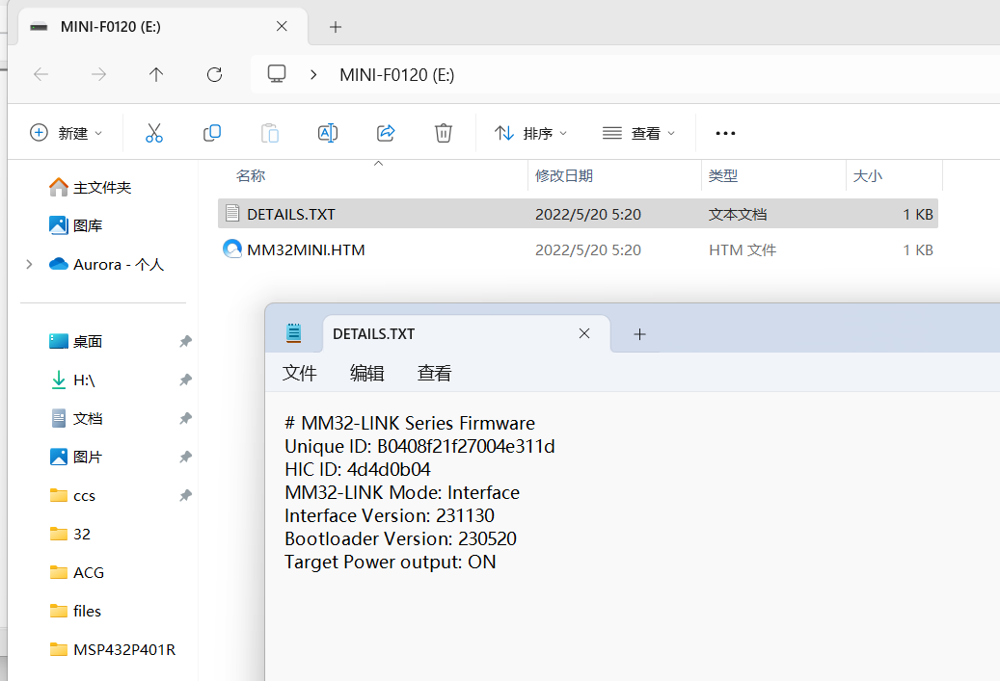 MINI-F0120 (E:)
MINI-F0120 (E:)
新建
排序
查看
名称
修改日期
类型
大小
主文件夹
DETAILS.TXT
2022/5/20 5:20
文本文档
1 KB
图库
MM32MINI.HTM
2022/5/20 5:20
HTM 文件
1 KB
Aurora - 个人
桌面
H:\
文档
图片
ccs
32
ACG
files
MSP432P401R
DETAILS.TXT
文件
编辑
查看
# MM32-LINK Series Firmware
Unique ID: B0408f21f27004e311d
HIC ID: 4d4d0b04
MM32-LINK Mode: Interface
Interface Version: 231130
Bootloader Version: 230520
Target Power output: ON